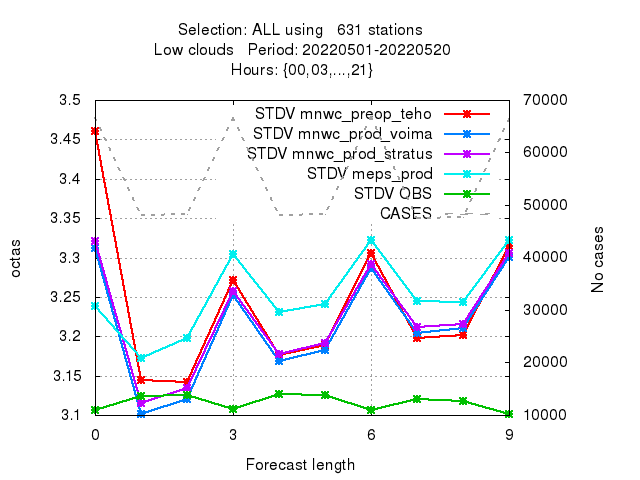 Selection: ALL using   631 stations
Low clouds   Period: 20220501-20220520
Hours: {00,03,...,21}
STDV mnwc_preop_teho
STDV mnwc_prod_voima
STDV mnwc_prod_stratus
STDV meps_prod
STDV OBS
CASES
3.5
3.45
3.4
3.35
3.3
3.25
3.2
3.15
3.1
octas
70000
60000
50000
40000
30000
20000
10000
No cases
0 3 6 9
Forecast length